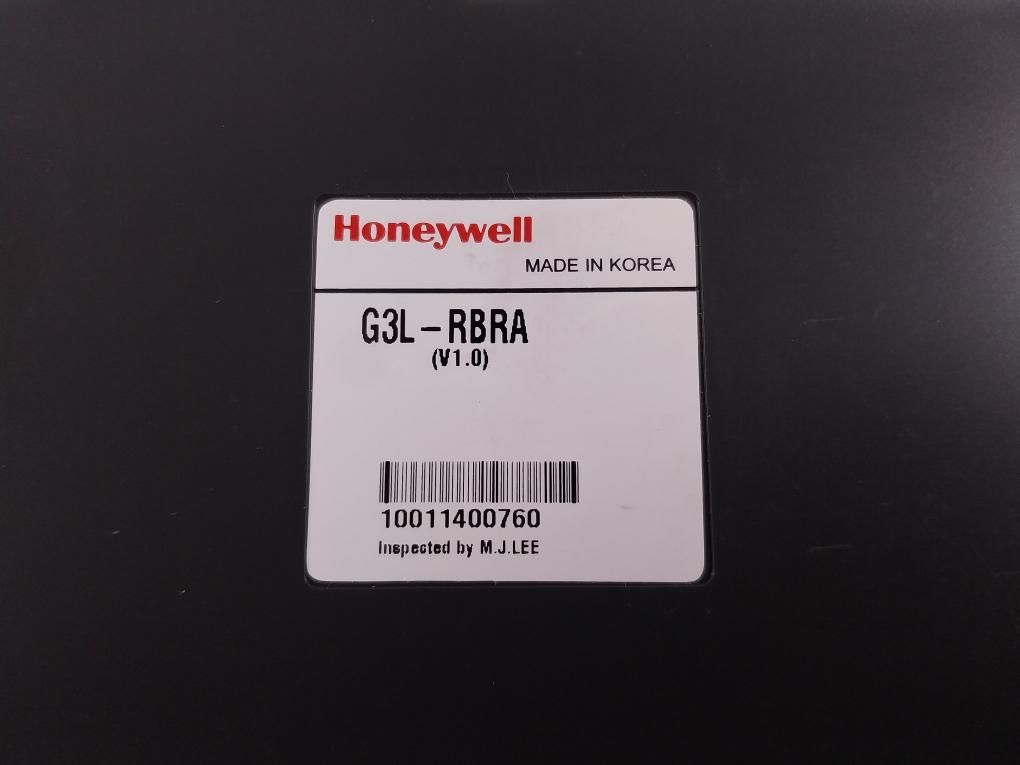 Honeywell
MADE IN KOREA
G3L-RBRA
(V1.0)
10011400760
Inspected by M.J.LEE